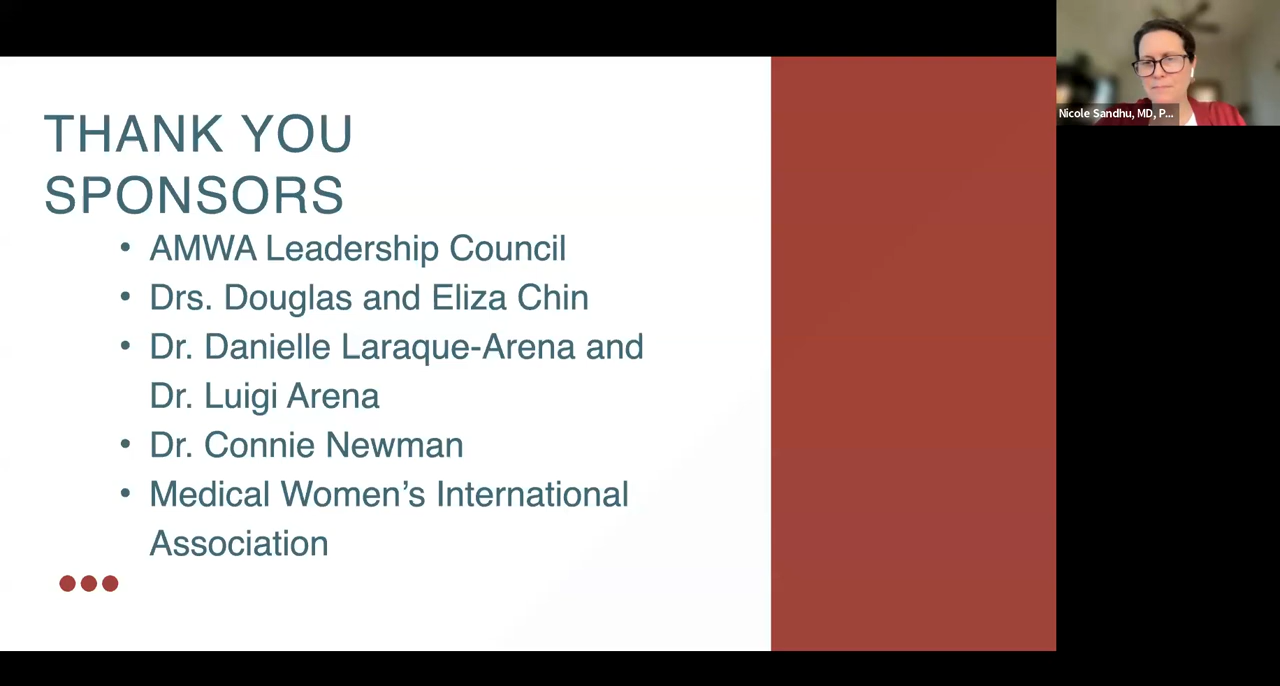 THANK YOU
SPONSORS
• AMWA Leadership Council
• Drs. Douglas and Eliza Chin
• Dr. Danielle Laraque-Arena and
Dr. Luigi Arena
• Dr. Connie Newman
• Medical Women’s International
Association
Nicole Sandhu, MD, P...